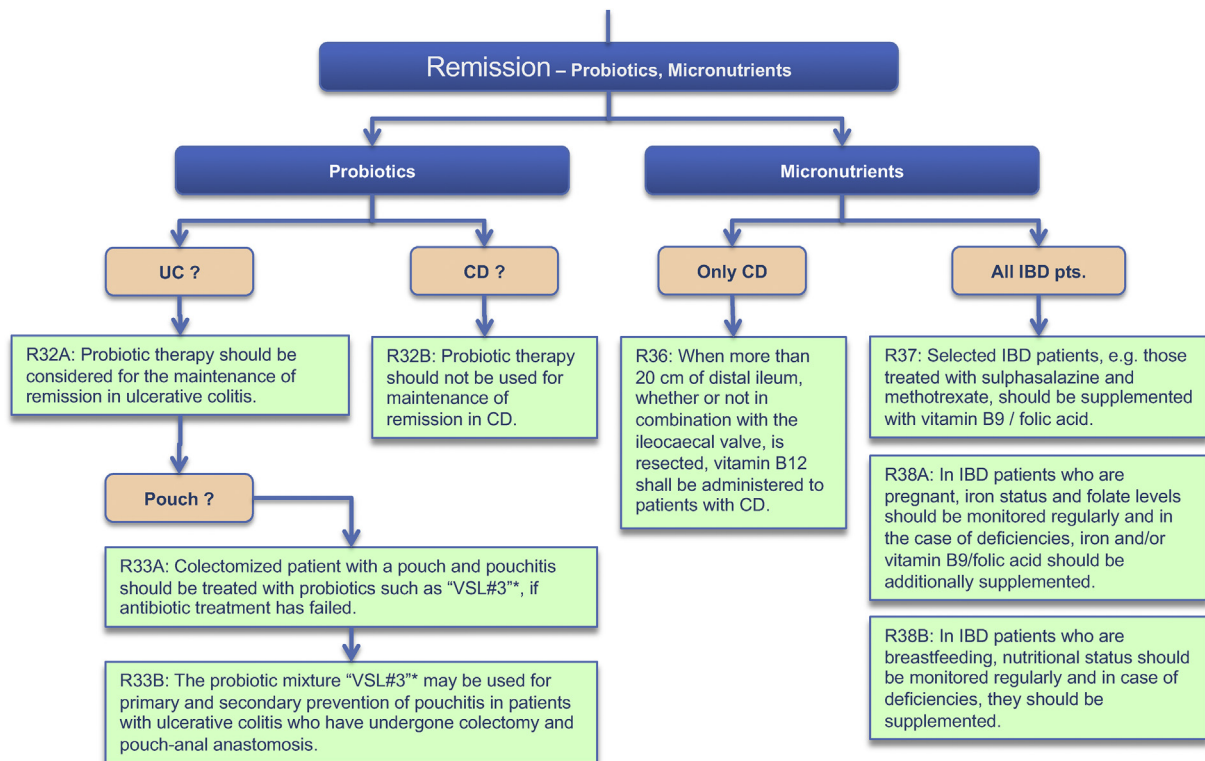 Remission – Probiotics, Micronutrients
Probiotics
Micronutrients
UC ?
CD ?
Only CD
All IBD pts.
R32A: Probiotic therapy should be
considered for the maintenance of
remission in ulcerative colitis.
R32B: Probiotic therapy
should not be used for
maintenance of
remission in CD.
R36: When more than
20 cm of distal ileum,
whether or not in
combination with the
ileocaecal valve, is
resected, vitamin B12
shall be administered to
patients with CD.
R37: Selected IBD patients, e.g. those
treated with sulphasalazine and
methotrexate, should be supplemented
with vitamin B9 / folic acid.
Pouch ?
R38A: In IBD patients who are
pregnant, iron status and folate levels
should be monitored regularly and in
the case of deficiencies, iron and/or
vitamin B9/folic acid should be
additionally supplemented.
R33A: Colectomized patient with a pouch and pouchitis
should be treated with probiotics such as “VSL#3”*, if
antibiotic treatment has failed.
R38B: In IBD patients who are
breastfeeding, nutritional status should
be monitored regularly and in case of
deficiencies, they should be
supplemented.
R33B: The probiotic mixture “VSL#3”* may be used for
primary and secondary prevention of pouchitis in patients
with ulcerative colitis who have undergone colectomy and
pouch-anal anastomosis.